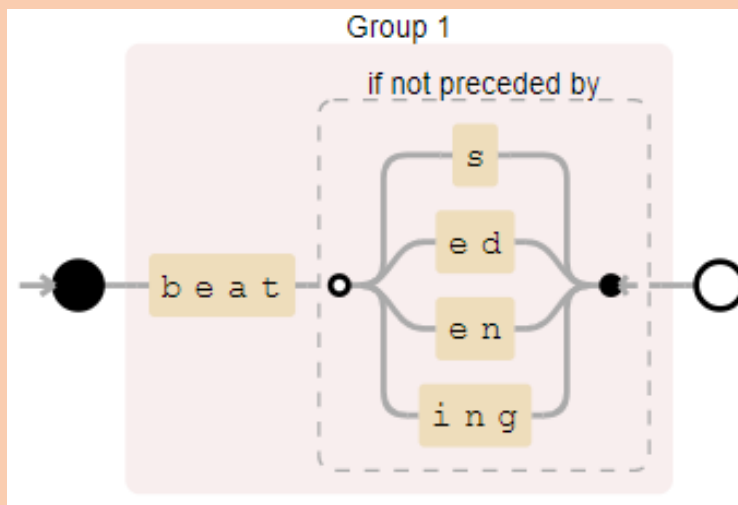 Group 1
if not preceded by
s
ed
beat
en
ing